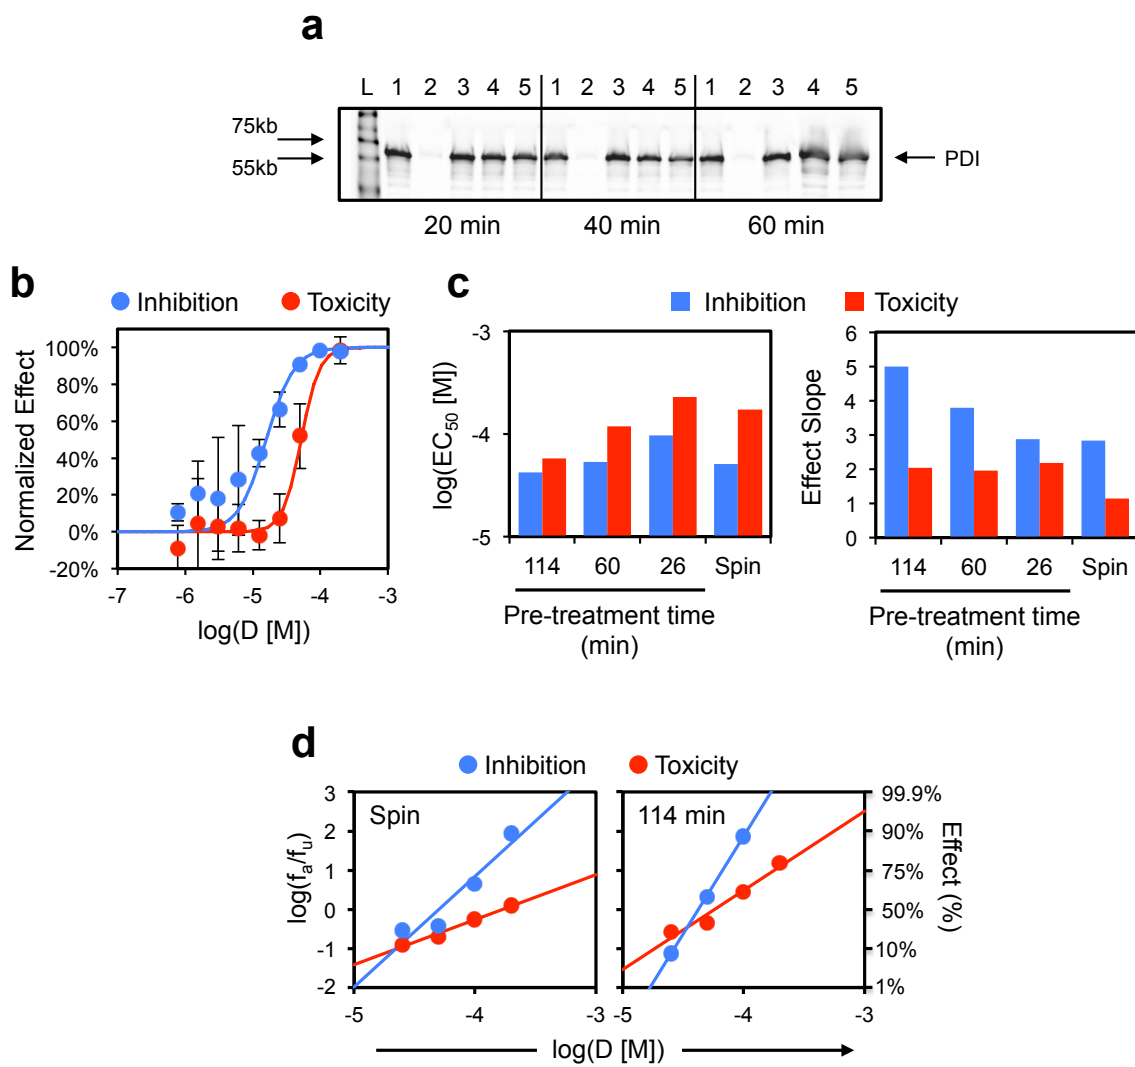 a
L 1 2 3 4 5 1 2 3 4 5 1 2 3 4 5
75kb
55kb
PDI
20 min 40 min 60 min
b
Inhibition Toxicity
Normalized Effect
100%
80%
60%
40%
20%
0%
-20%
-7 -6 -5 -4 -3
log(D [M])
c
Inhibition Toxicity
log(EC50 [M])
-3
-4
-5
114 60 26 Spin
Pre-treatment time
(min)
Effect Slope
6
5
4
3
2
1
0
114 60 26 Spin
Pre-treatment time
(min)
d
Inhibition Toxicity
log(fa/fu)
3
2
1
0
-1
-2
Spin
-5 -4 -3
114 min
99.9%
90%
75%
50%
10%
1%
Effect (%)
-5 -4 -3
log(D [M])